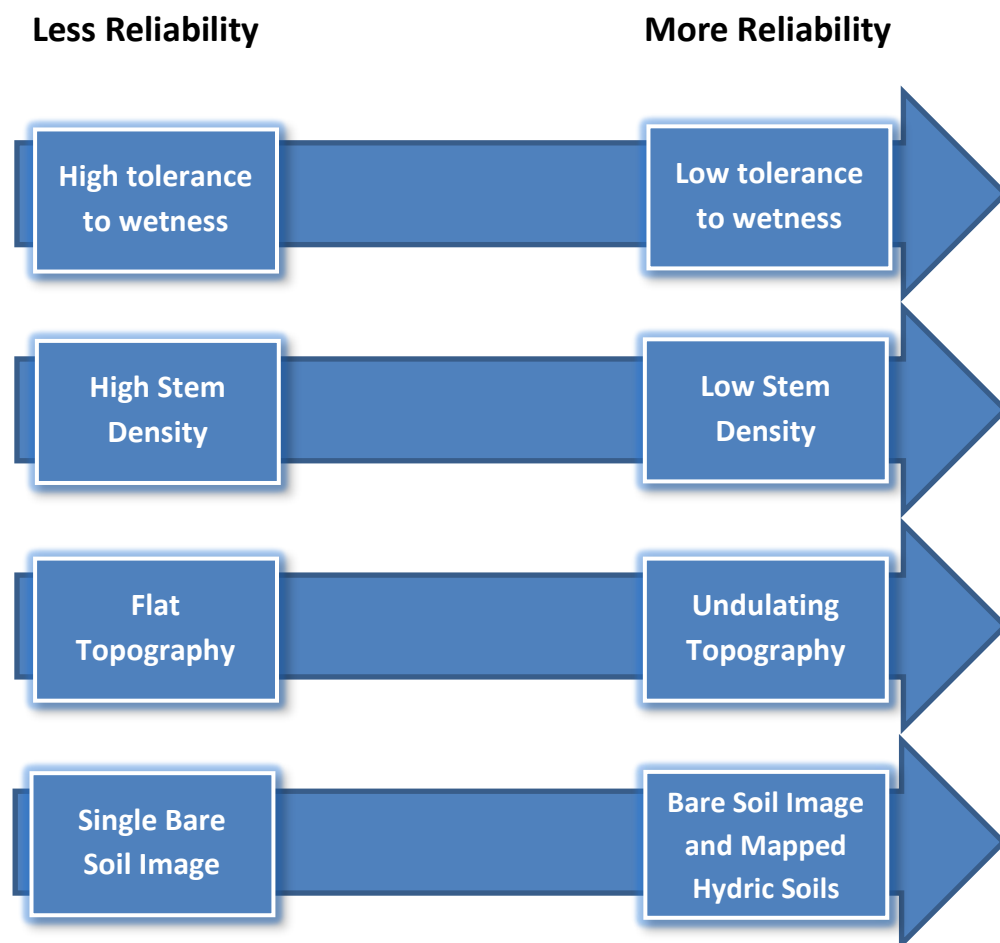 Less Reliability
More Reliability
High tolerance
to wetness
Low tolerance
to wetness
High Stem
Density
Low Stem
Density
Flat
Topography
Undulating
Topography
Single Bare
Soil Image
Bare Soil Image
and Mapped
Hydric Soils